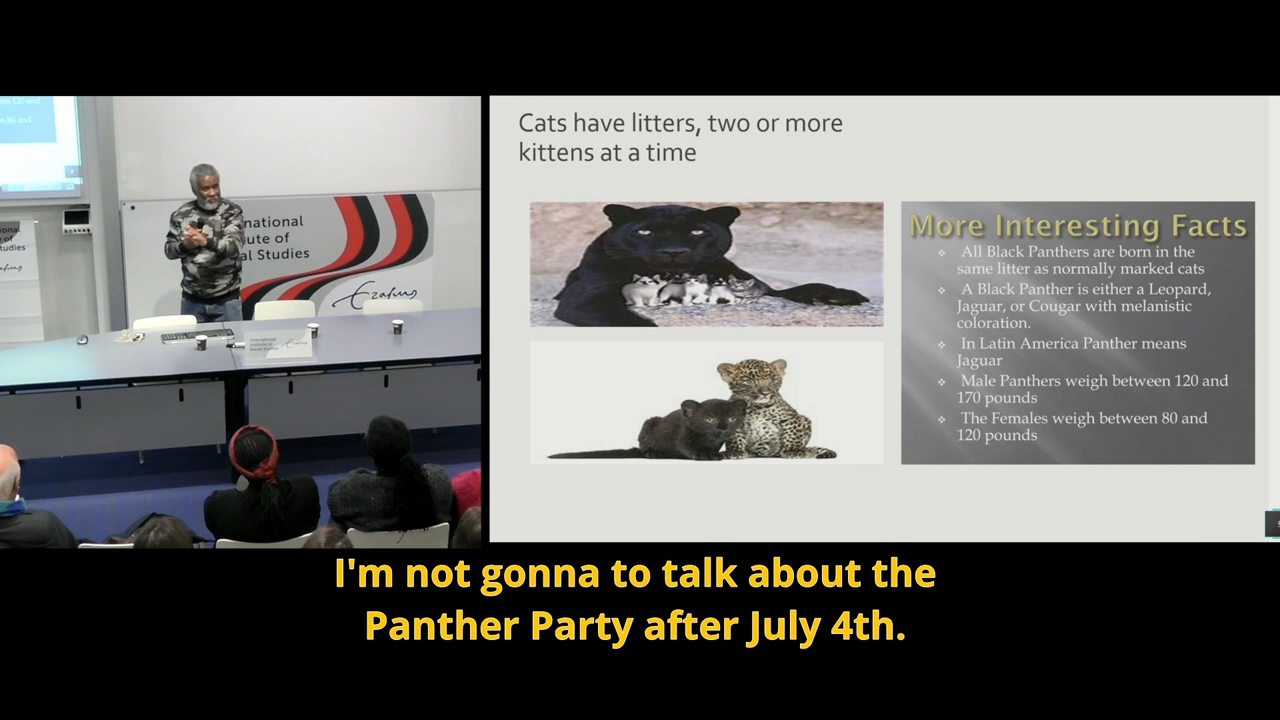 national
ute of
al Studies
Erasmus
Cats have litters, two or more
kittens at a time
More Interesting Facts
All Black Panthers are born in the
same litter as normally marked cats
A Black Panther is either a Leopard,
Jaguar, or Cougar with melanistic
coloration.
In Latin America Panther means
Jaguar
Male Panthers weigh between 120 and
170 pounds
The Females weigh between 80 and
120 pounds
I'm not gonna to talk about the
Panther Party after July 4th.